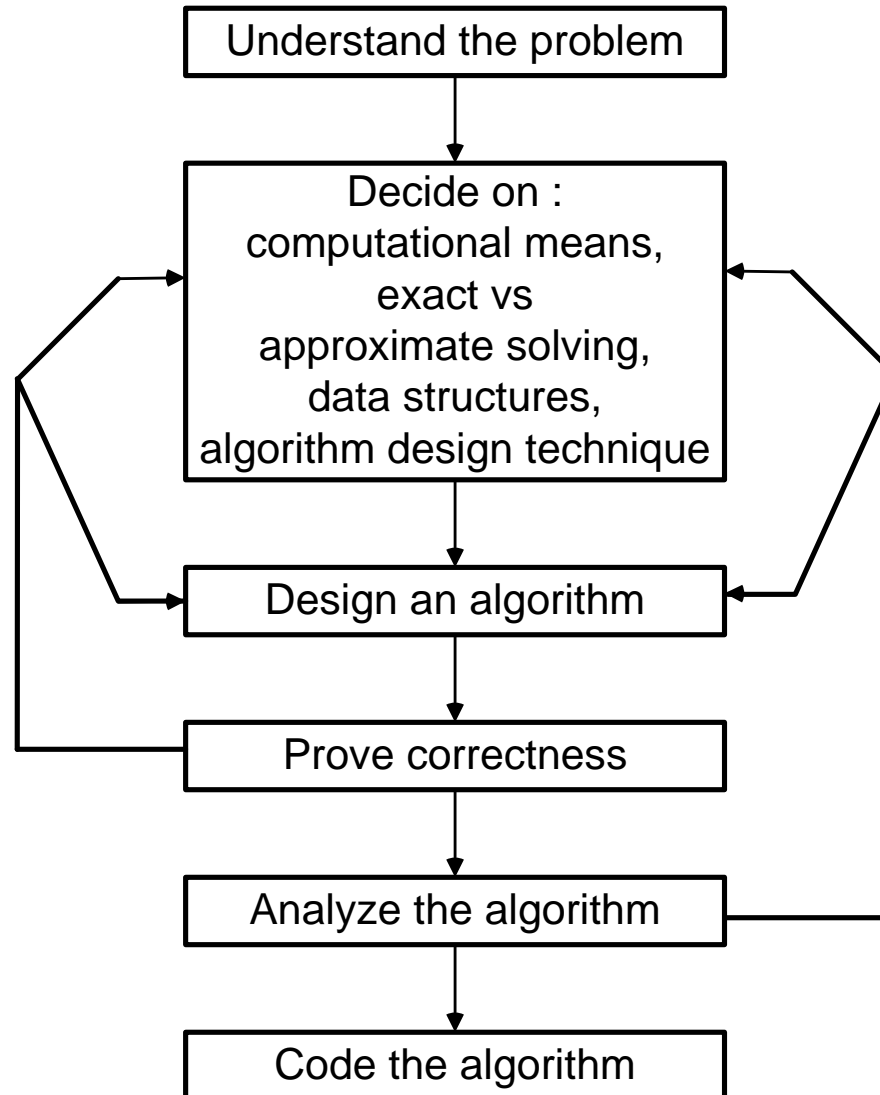 Understand the problem
Decide on :
computational means,
exact vs
approximate solving,
data structures,
algorithm design technique
Design an algorithm
Prove correctness
Analyze the algorithm
Code the algorithm